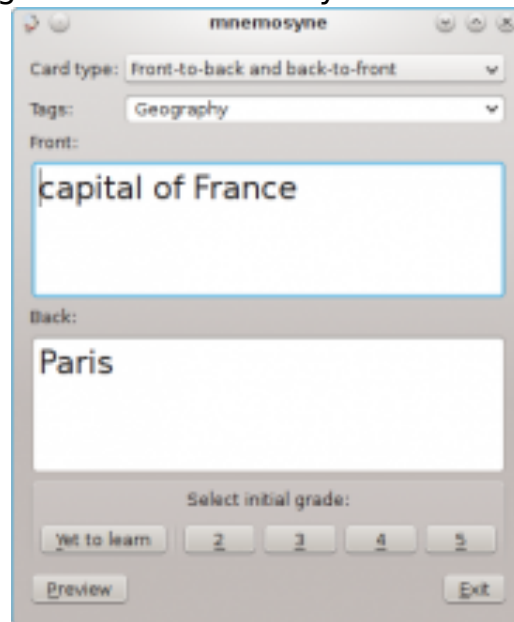 mnemosyne
Card type: Front-to-back and back-to-front
Tags: Geography
Front:
capital of France
Back:
Paris
Select initial grade:
Yet to learn 2 3 4 5
Preview Exit